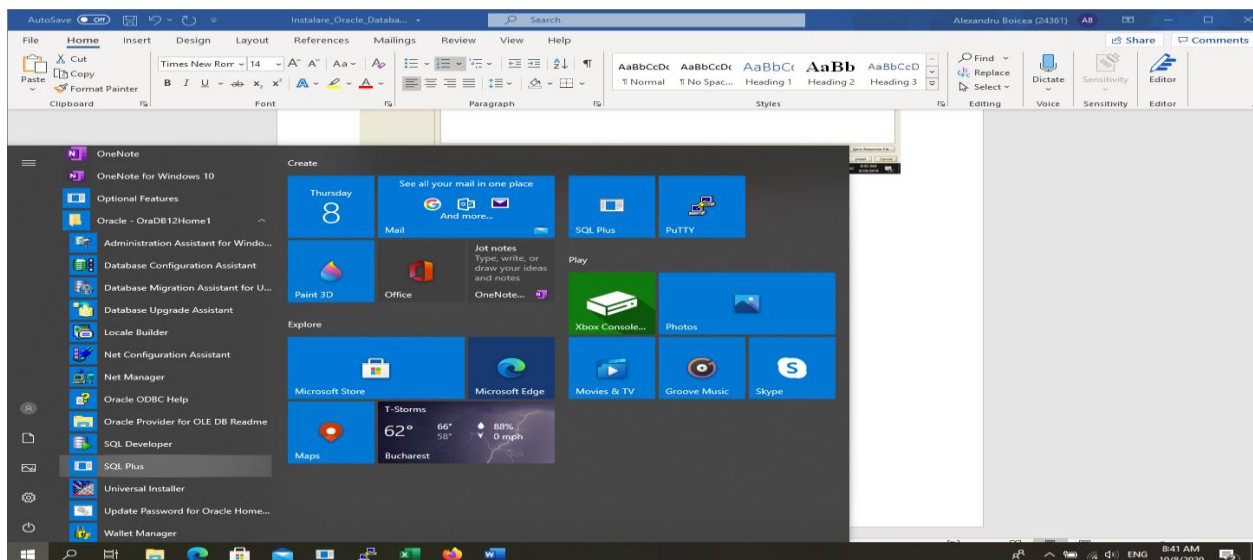 AutoSave Off Instalare_Oracle_Databa... Search Alexandru Boicea (24361) AB
File Home Insert Design Layout References Mailings Review View Help Share Comments
Paste
Cut
Copy
Format Painter
Clipboard
Times New Rorr 14
Font
Paragraph
AaBbCcDc AaBbCcDc AaBbC( AaBb AaBbCcD
¶ Normal ¶ No Spac... Heading 1 Heading 2 Heading 3
Styles
Find
Replace
Select
Editing
Dictate
Voice
Sensitivity
Sensitivity
Editor
Editor
OneNote
OneNote for Windows 10
Optional Features
Oracle - OraDB12Home1
Administration Assistant for Windo...
Database Configuration Assistant
Database Migration Assistant for U...
Database Upgrade Assistant
Locale Builder
Net Configuration Assistant
Net Manager
Oracle ODBC Help
Oracle Provider for OLE DB Readme
SQL Developer
SQL Plus
Universal Installer
Update Password for Oracle Home...
Wallet Manager
Create
Thursday
8
See all your mail in one place
And more...
Mail
Paint 3D
Office
Jot notes
Type, write, or
draw your ideas
and notes
OneNote...
Explore
Microsoft Store
Microsoft Edge
Maps
T-Storms
62° 66° 88%
58° 0 mph
Bucharest
SQL Plus
PuTTY
Play
Xbox Console...
Photos
Movies & TV
Groove Music
Skype
ENG
8:41 AM
10/8/2020